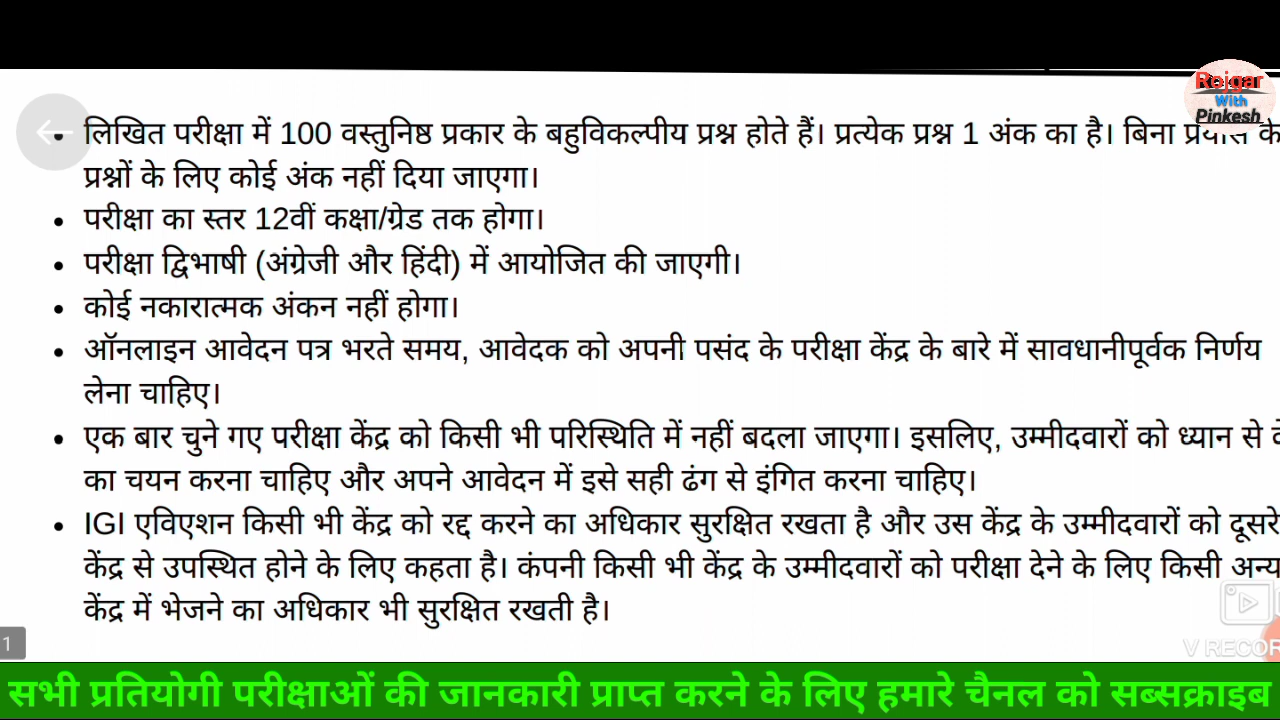 Rojgar
With
Pinkesh
लिखित परीक्षा में 100 वस्तुनिष्ठ प्रकार के बहुविकल्पीय प्रश्न होते हैं। प्रत्येक प्रश्न 1 अंक का है। बिना प्रयास के
प्रश्नों के लिए कोई अंक नहीं दिया जाएगा।
परीक्षा का स्तर 12वीं कक्षा/ग्रेड तक होगा।
परीक्षा द्विभाषी (अंग्रेजी और हिंदी) में आयोजित की जाएगी।
कोई नकारात्मक अंकन नहीं होगा।
ऑनलाइन आवेदन पत्र भरते समय, आवेदक को अपनी पसंद के परीक्षा केंद्र के बारे में सावधानीपूर्वक निर्णय
लेना चाहिए।
एक बार चुने गए परीक्षा केंद्र को किसी भी परिस्थिति में नहीं बदला जाएगा। इसलिए, उम्मीदवारों को ध्यान से
का चयन करना चाहिए और अपने आवेदन में इसे सही ढंग से इंगित करना चाहिए।
IGI एविएशन किसी भी केंद्र को रद्द करने का अधिकार सुरक्षित रखता है और उस केंद्र के उम्मीदवारों को दूसरे
केंद्र से उपस्थित होने के लिए कहता है। कंपनी किसी भी केंद्र के उम्मीदवारों को परीक्षा देने के लिए किसी अन्य
केंद्र में भेजने का अधिकार भी सुरक्षित रखती है।
1
V RECOR
सभी प्रतियोगी परीक्षाओं की जानकारी प्राप्त करने के लिए हमारे चैनल को सब्सक्राइब